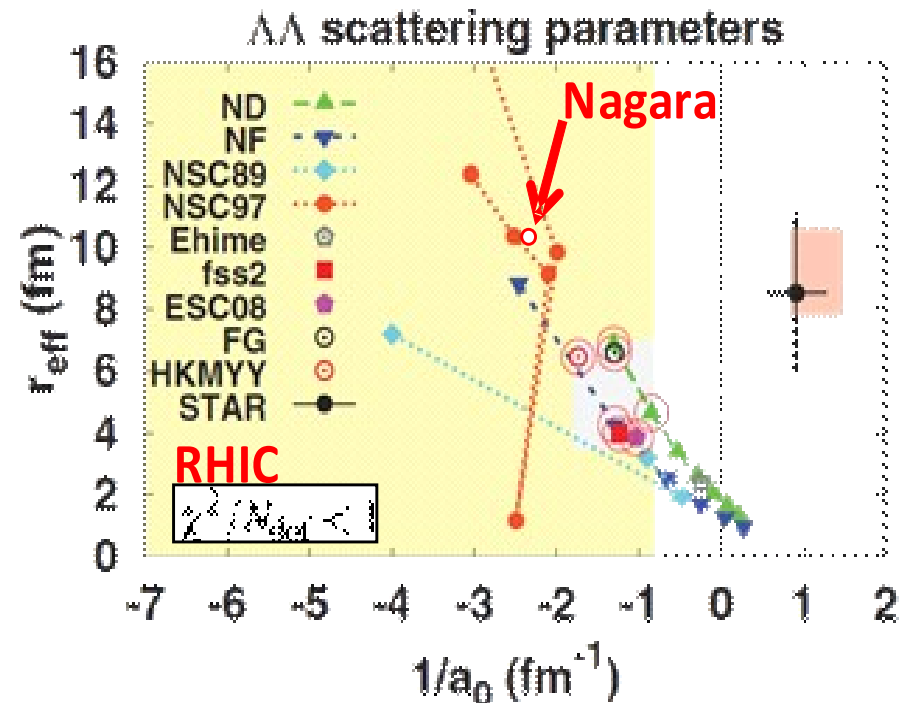 ΛΛ scattering parameters
r_eff (fm)
16
14
12
10
8
6
4
2
0
ND
NF
NSC89
NSC97
Ehime
fss2
ESC08
FG
HKMYY
STAR
Nagara
RHIC
-7 -6 -5 -4 -3 -2 -1 0 1 2
1/a₀ (fm⁻¹)